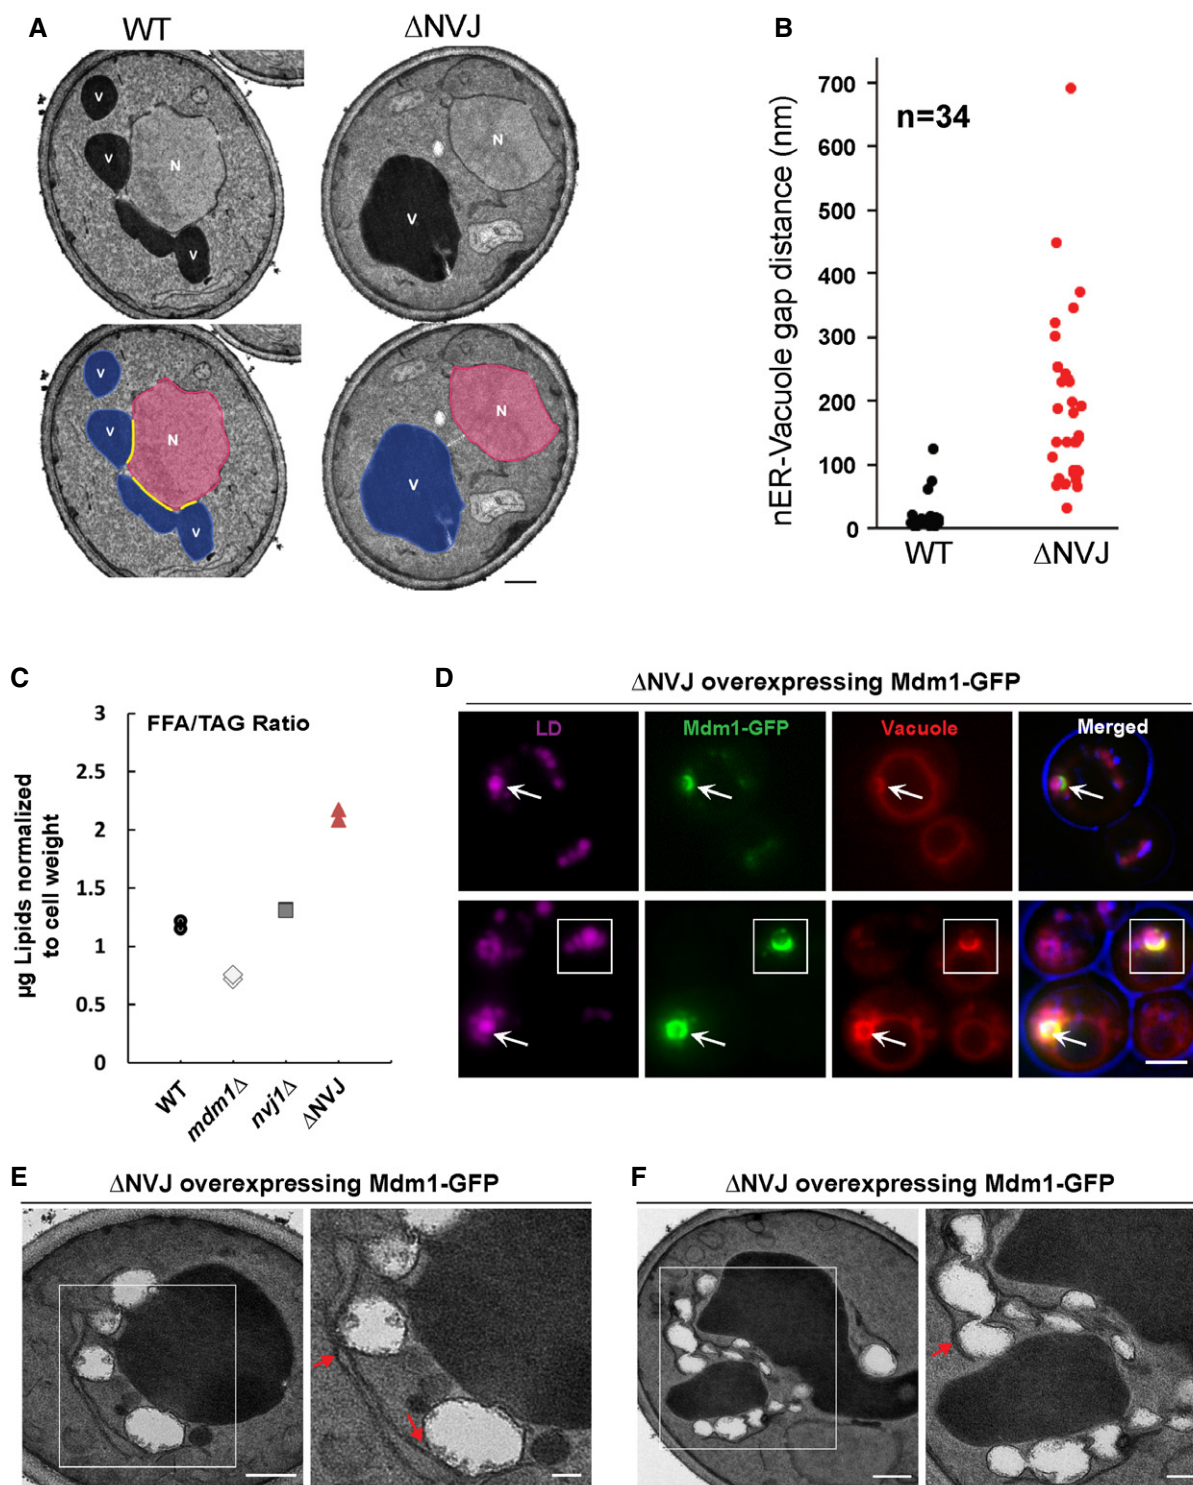 A
WT
ΔNVJ
V
V
V
N
N
V
V
V
V
N
N
V
B
nER-Vacuole gap distance (nm)
700
600
500
400
300
200
100
0
n=34
WT
ΔNVJ
C
µg Lipids normalized
to cell weight
FFA/TAG Ratio
3
2.5
2
1.5
1
0.5
0
WT
mdm1Δ
nvj1Δ
ΔNVJ
D
ΔNVJ overexpressing Mdm1-GFP
LD
Mdm1-GFP
Vacuole
Merged
E
ΔNVJ overexpressing Mdm1-GFP
F
ΔNVJ overexpressing Mdm1-GFP